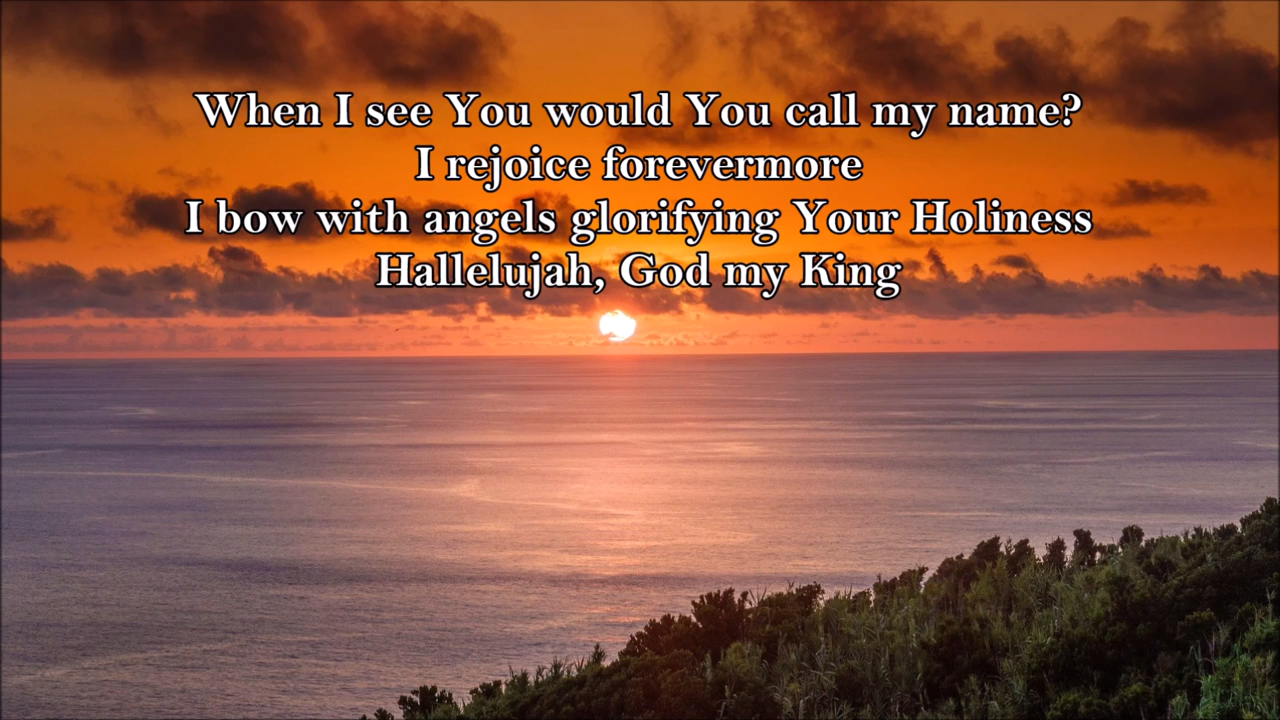 When I see You would You call my name?
I rejoice forevermore
I bow with angels glorifying Your Holiness
Hallelujah, God my King